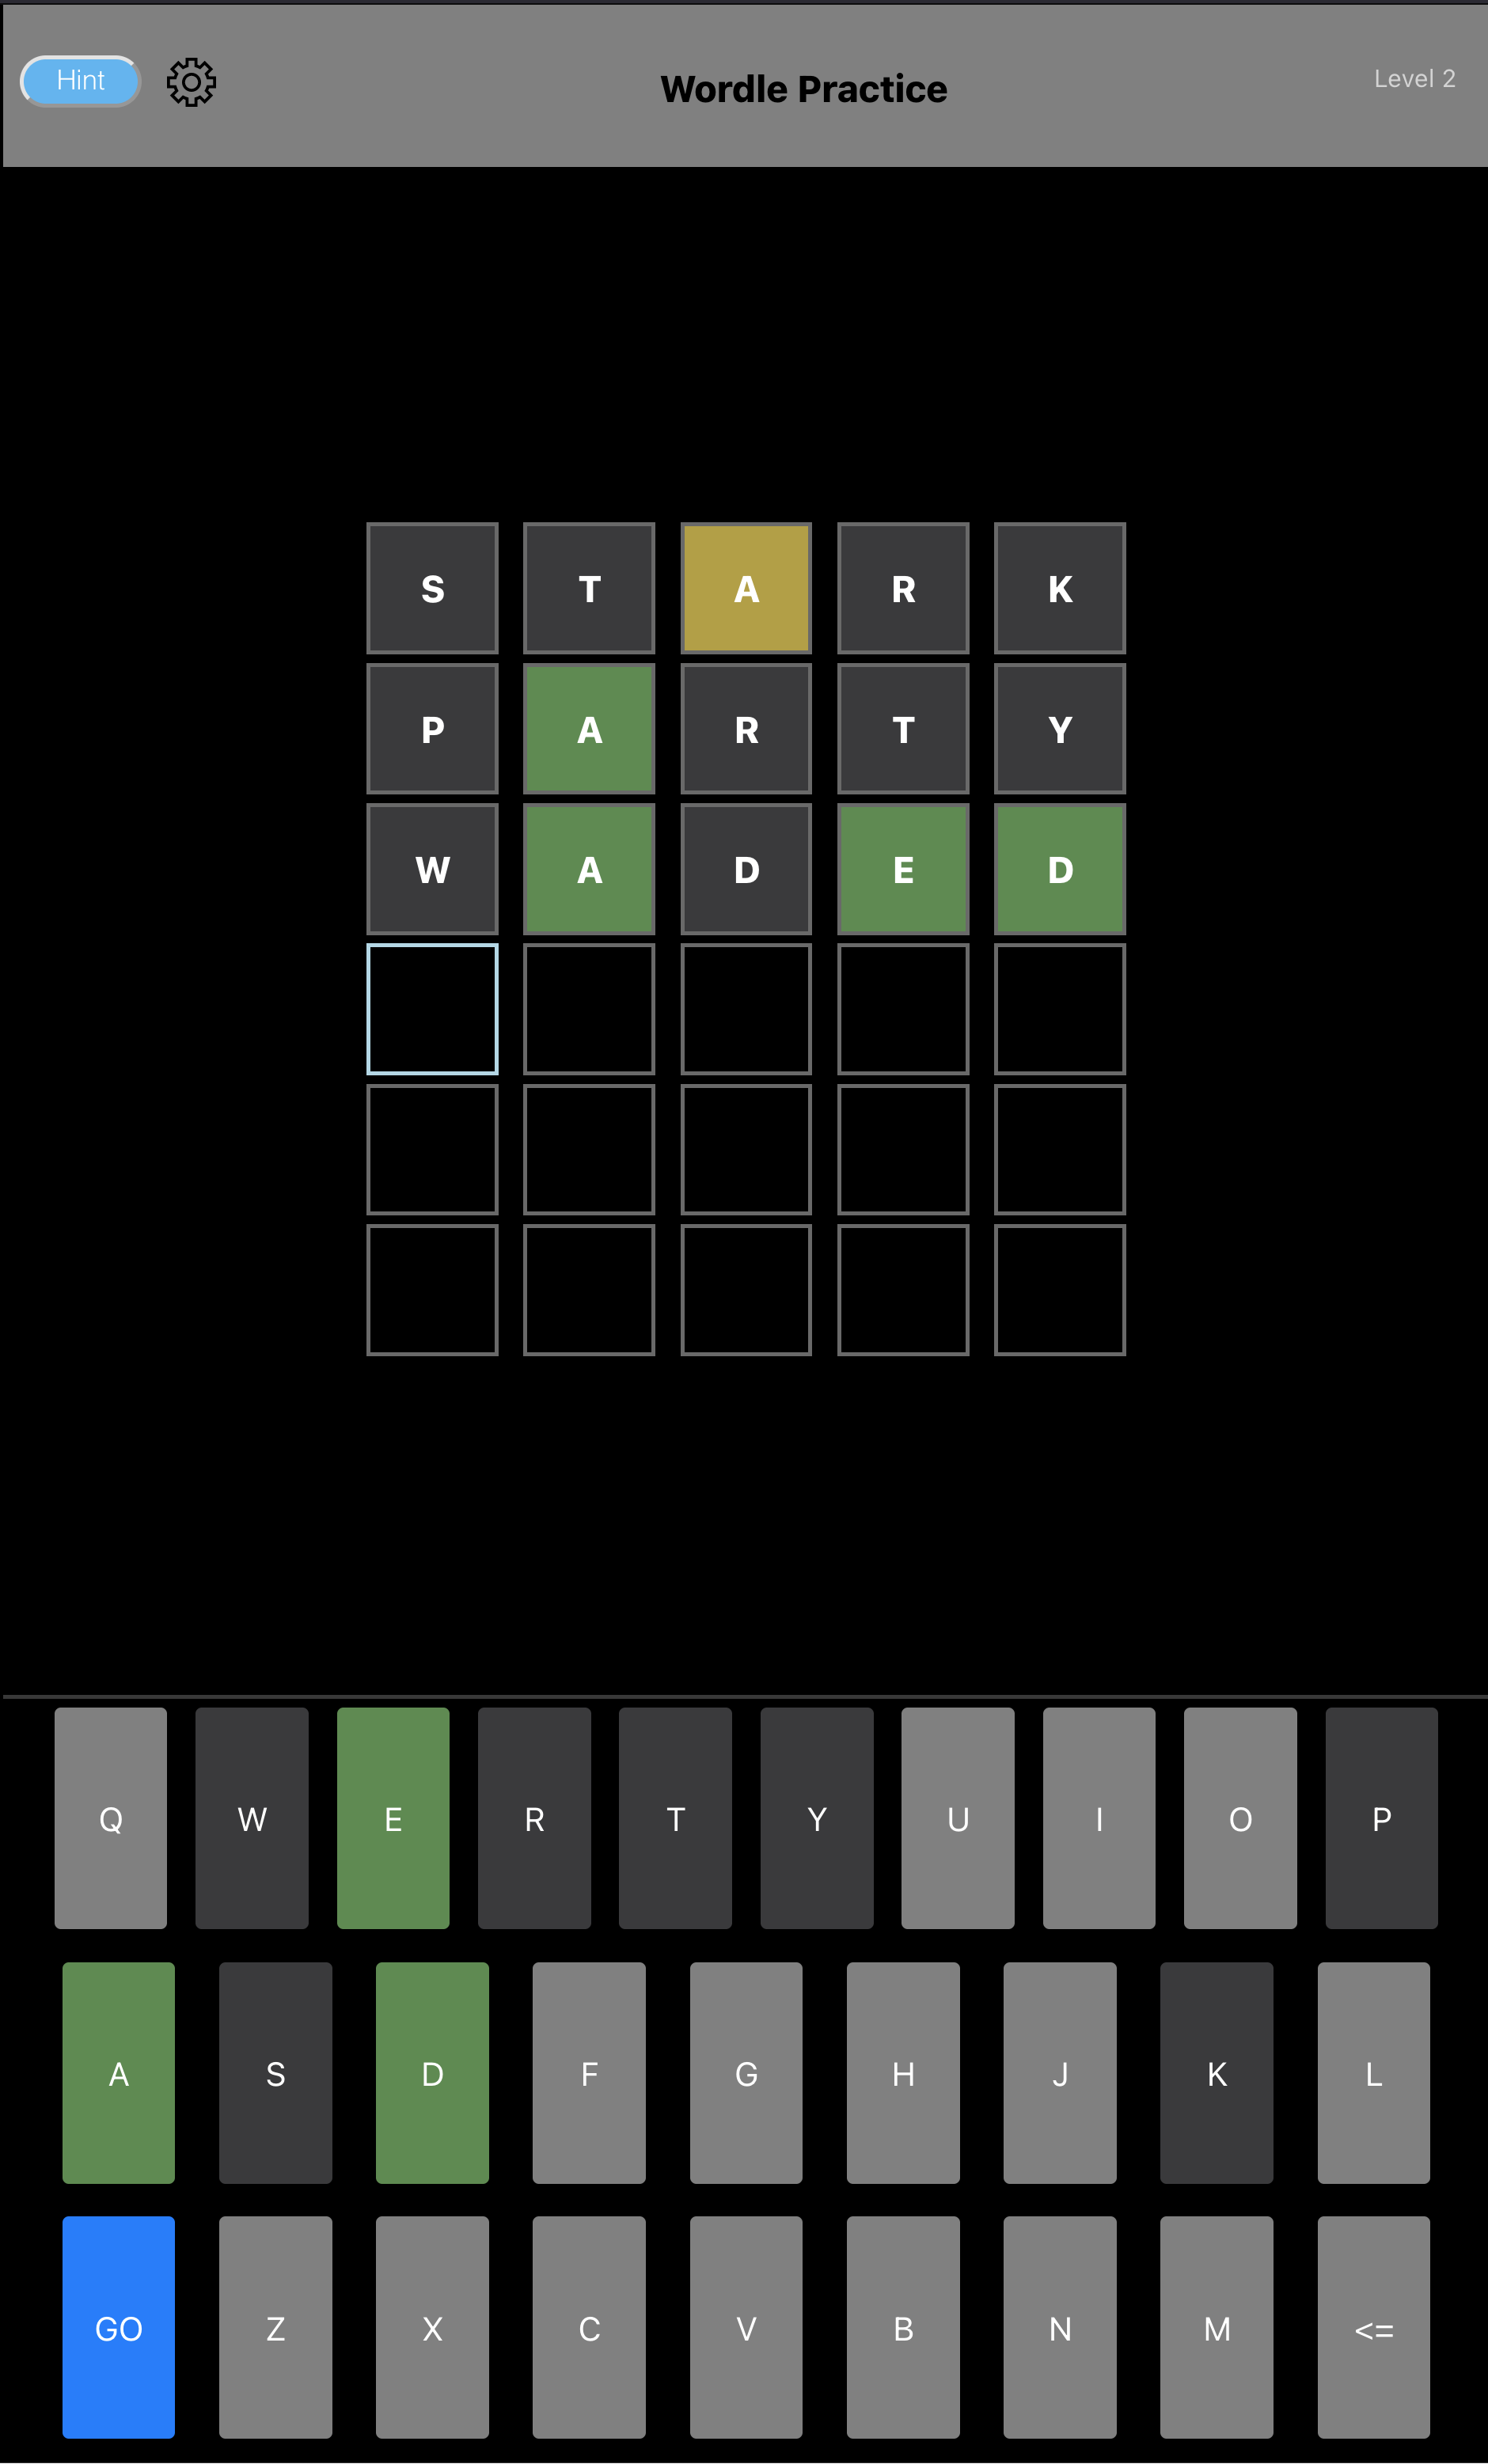 Hint Wordle Practice Level 2
S T A R K
P A R T Y
W A D E D
Q W E R T Y U I O P
A S D F G H J K L
GO Z X C V B N M <=